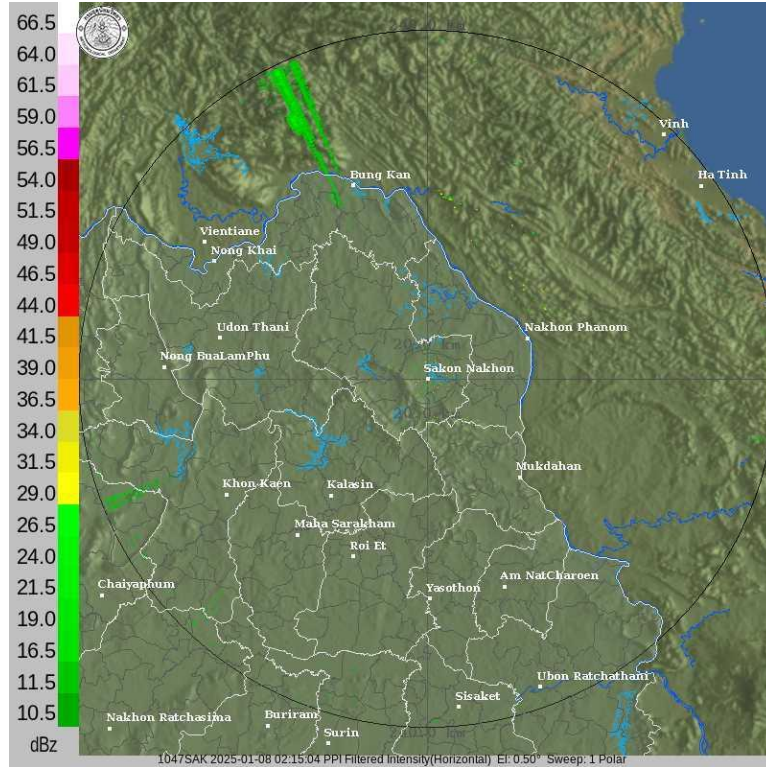 66.5
64.0
61.5
59.0
56.5
54.0
51.5
49.0
46.5
44.0
41.5
39.0
36.5
34.0
31.5
29.0
26.5
24.0
21.5
19.0
16.5
11.5
10.5
dBz
Vinh
Ha Tinh
Bung Kan
Vientiane
Nong Khai
Udon Thani
Nakhon Phanom
Nong BuaLamPhu
Sakon Nakhon
Mukdahan
Khon Kaen
Kalasin
Maha Sarakham
Roi Et
Chaiyaphum
Yasothon
Am NatCharoen
Ubon Ratchathani
Sisaket
Nakhon Ratchasima
Buriram
Surin
1047SAK 2025-01-08 02:15:04 PPI Filtered Intensity(Horizontal) El: 0.50° Sweep: 1 Polar